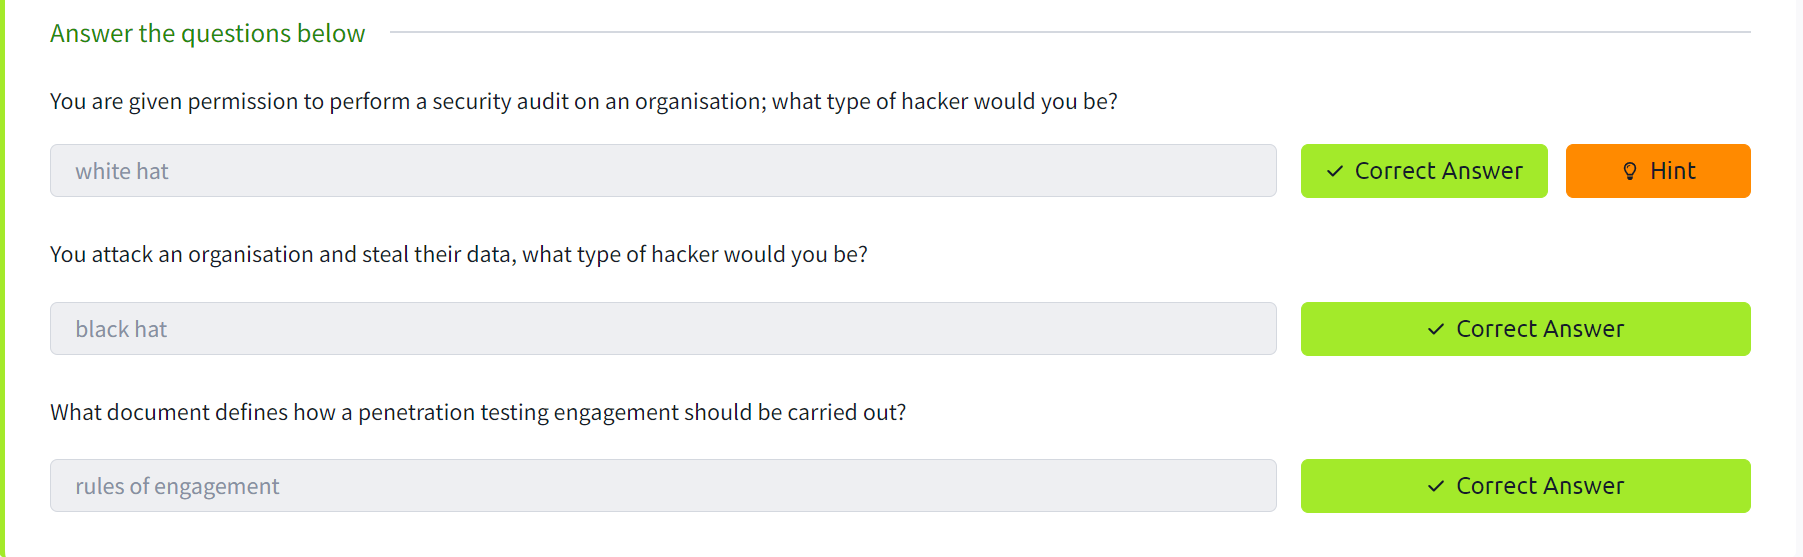 Answer the questions below
You are given permission to perform a security audit on an organisation; what type of hacker would you be?
white hat
Correct Answer
Hint
You attack an organisation and steal their data, what type of hacker would you be?
black hat
Correct Answer
What document defines how a penetration testing engagement should be carried out?
rules of engagement
Correct Answer